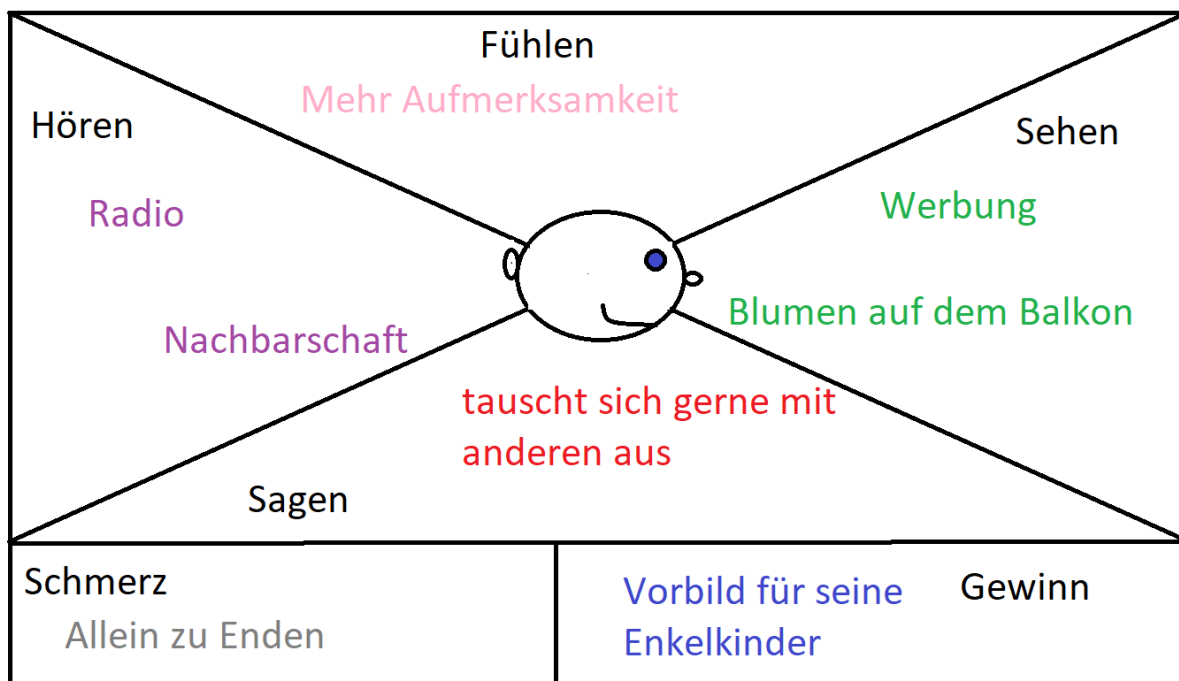 Fühlen
Mehr Aufmerksamkeit
Hören
Radio
Nachbarschaft
Sehen
Werbung
Blumen auf dem Balkon
tauscht sich gerne mit
anderen aus
Sagen
Schmerz
Allein zu Enden
Gewinn
Vorbild für seine
Enkelkinder